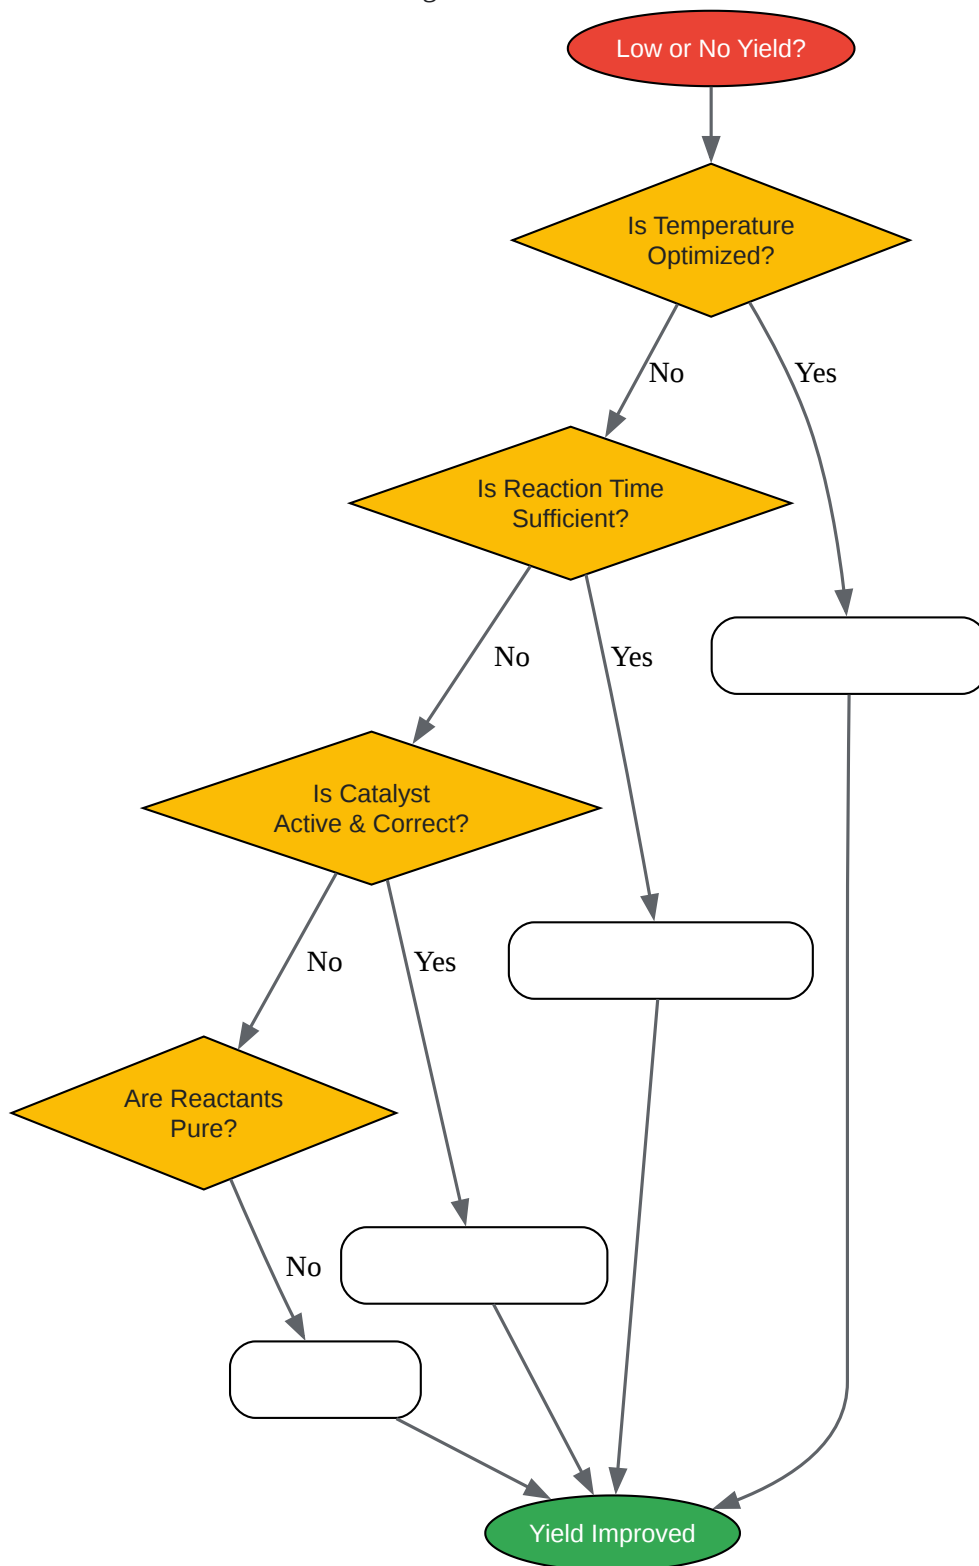 Low or No Yield?
Is Temperature
Optimized?
No
Yes
Is Reaction Time
Sufficient?
No
Yes
Is Catalyst
Active & Correct?
No
Yes
Are Reactants
Pure?
No
Yield Improved